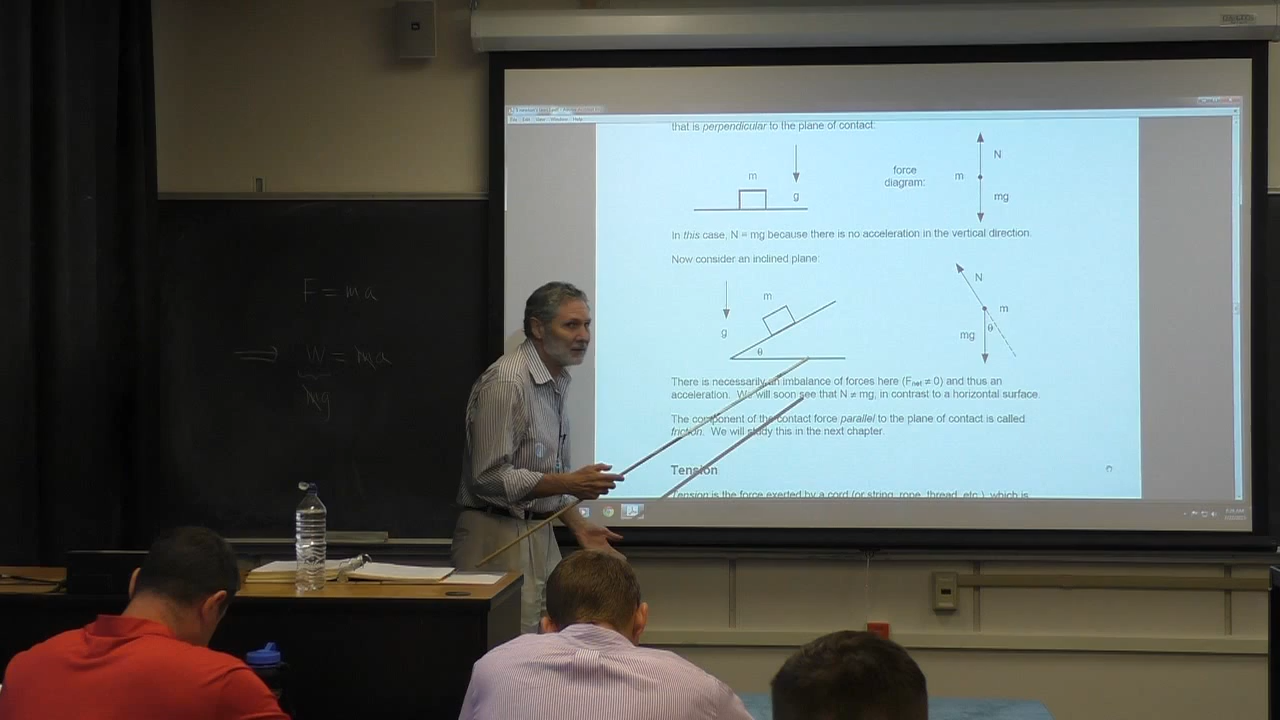 F = ma
⟹ W = ma
mg
File Edit View Window Help
that is perpendicular to the plane of contact:
m
g
force
diagram:
m
N
mg
In this case, N = mg because there is no acceleration in the vertical direction.
Now consider an inclined plane:
g
m
θ
N
m
mg
θ
There is necessarily an imbalance of forces here (Fnet ≠ 0) and thus an
acceleration. We will soon see that N ≠ mg, in contrast to a horizontal surface.
The component of the contact force parallel to the plane of contact is called
friction. We will study this in the next chapter.
Tension
Tension is the force exerted by a cord (or string, rope, thread, etc.), which is